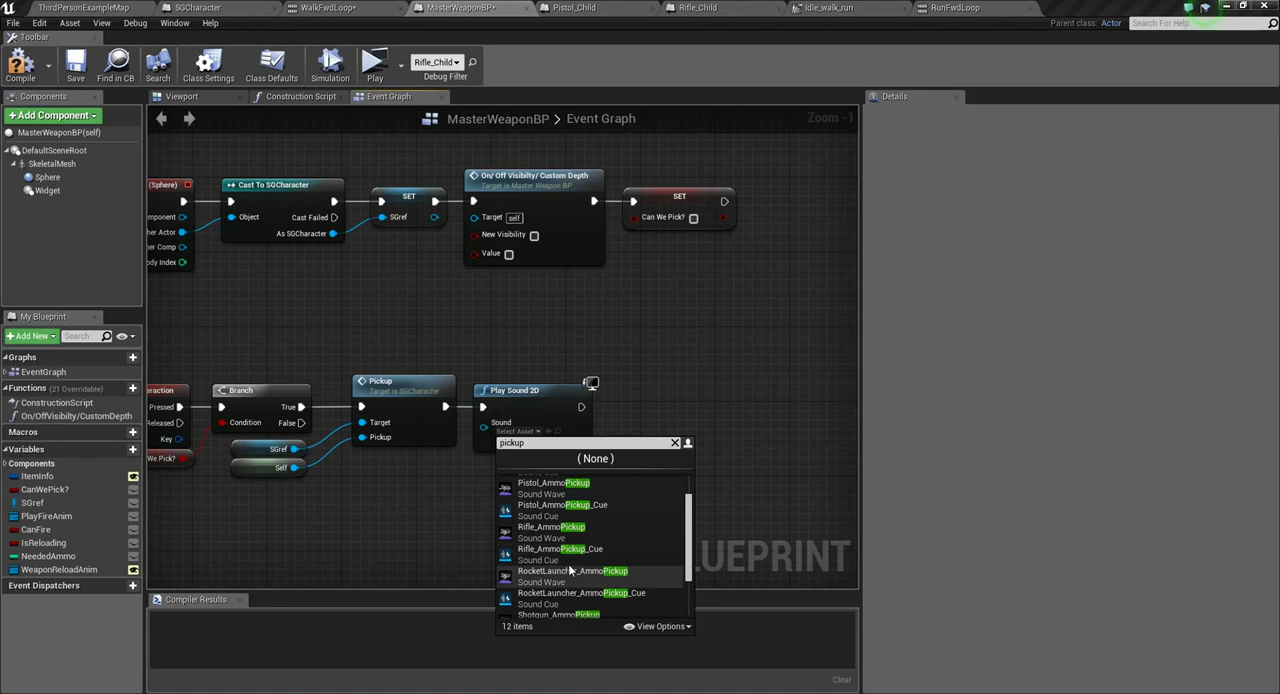 ThirdPersonExampleMap
SGCharacter
WalkFwdLoop*
MasterWeaponBP*
Pistol_Child
Rifle_Child
Idle_walk_run
RunFwdLoop
File Edit Asset View Debug Window Help
Parent class: Actor
Search For Help
Toolbar
Compile
Save
Find in CB
Search
Class Settings
Class Defaults
Simulation
Play
Rifle_Child
Debug Filter
Components
Viewport
Construction Script
Event Graph
Details
+Add Component
MasterWeaponBP > Event Graph
Zoom -1
MasterWeaponBP(self)
DefaultSceneRoot
SkeletalMesh
Sphere
Widget
(Sphere)
Cast To SGCharacter
SET
On/ Off Visibilty/ Custom Depth
Target is Master Weapon BP
SET
Object
Cast Failed
As SGCharacter
SGref
Target self
New Visibility
Value
Can We Pick?
My Blueprint
+Add New
Search
Graphs
EventGraph
Functions (21 Overridable)
ConstructionScript
On/OffVisibilty/CustomDepth
Macros
Variables
Components
ItemInfo
CanWePick?
SGref
PlayFireAnim
CanFire
IsReloading
NeededAmmo
WeaponReloadAnim
Event Dispatchers
Pressed
Key
Branch
Condition
True
False
SGref
Self
Pickup
Target is SGCharacter
Target
Pickup
Play Sound 2D
Sound
Select Asset
pickup
( None )
Pistol_AmmoPickup
Sound Wave
Pistol_AmmoPickup_Cue
Sound Cue
Rifle_AmmoPickup
Sound Wave
Rifle_AmmoPickup_Cue
Sound Cue
RocketLauncher_AmmoPickup
Sound Wave
RocketLauncher_AmmoPickup_Cue
Sound Cue
Shotgun_AmmoPickup
12 items
View Options
Compiler Results
Clear